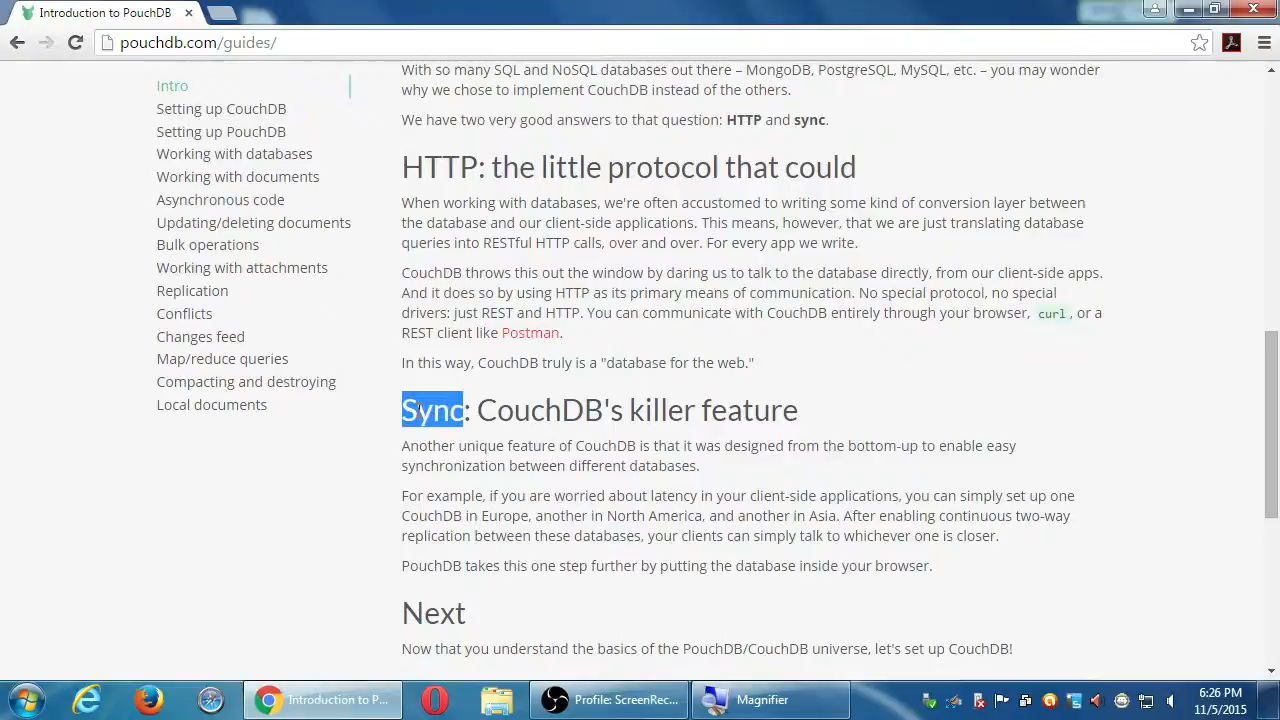 Introduction to PouchDB
pouchdb.com/guides/
Intro
Setting up CouchDB
Setting up PouchDB
Working with databases
Working with documents
Asynchronous code
Updating/deleting documents
Bulk operations
Working with attachments
Replication
Conflicts
Changes feed
Map/reduce queries
Compacting and destroying
Local documents
With so many SQL and NoSQL databases out there – MongoDB, PostgreSQL, MySQL, etc. – you may wonder
why we chose to implement CouchDB instead of the others.
We have two very good answers to that question: HTTP and sync.
HTTP: the little protocol that could
When working with databases, we're often accustomed to writing some kind of conversion layer between
the database and our client-side applications. This means, however, that we are just translating database
queries into RESTful HTTP calls, over and over. For every app we write.
CouchDB throws this out the window by daring us to talk to the database directly, from our client-side apps.
And it does so by using HTTP as its primary means of communication. No special protocol, no special
drivers: just REST and HTTP. You can communicate with CouchDB entirely through your browser, curl, or a
REST client like Postman.
In this way, CouchDB truly is a "database for the web."
Sync: CouchDB's killer feature
Another unique feature of CouchDB is that it was designed from the bottom-up to enable easy
synchronization between different databases.
For example, if you are worried about latency in your client-side applications, you can simply set up one
CouchDB in Europe, another in North America, and another in Asia. After enabling continuous two-way
replication between these databases, your clients can simply talk to whichever one is closer.
PouchDB takes this one step further by putting the database inside your browser.
Next
Now that you understand the basics of the PouchDB/CouchDB universe, let's set up CouchDB!
Introduction to P...
Profile: ScreenRec...
Magnifier
6:26 PM
11/5/2015